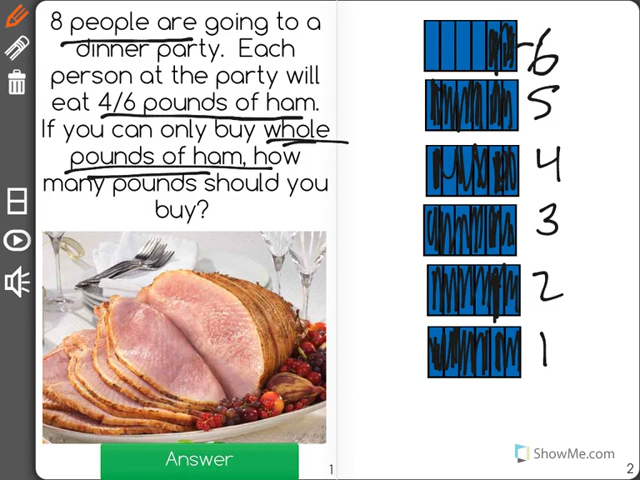 8 people are going to a
dinner party. Each
person at the party will
eat 4/6 pounds of ham.
If you can only buy whole
pounds of ham, how
many pounds should you
buy?
Answer
1
6
5
4
3
2
1
ShowMe.com
2